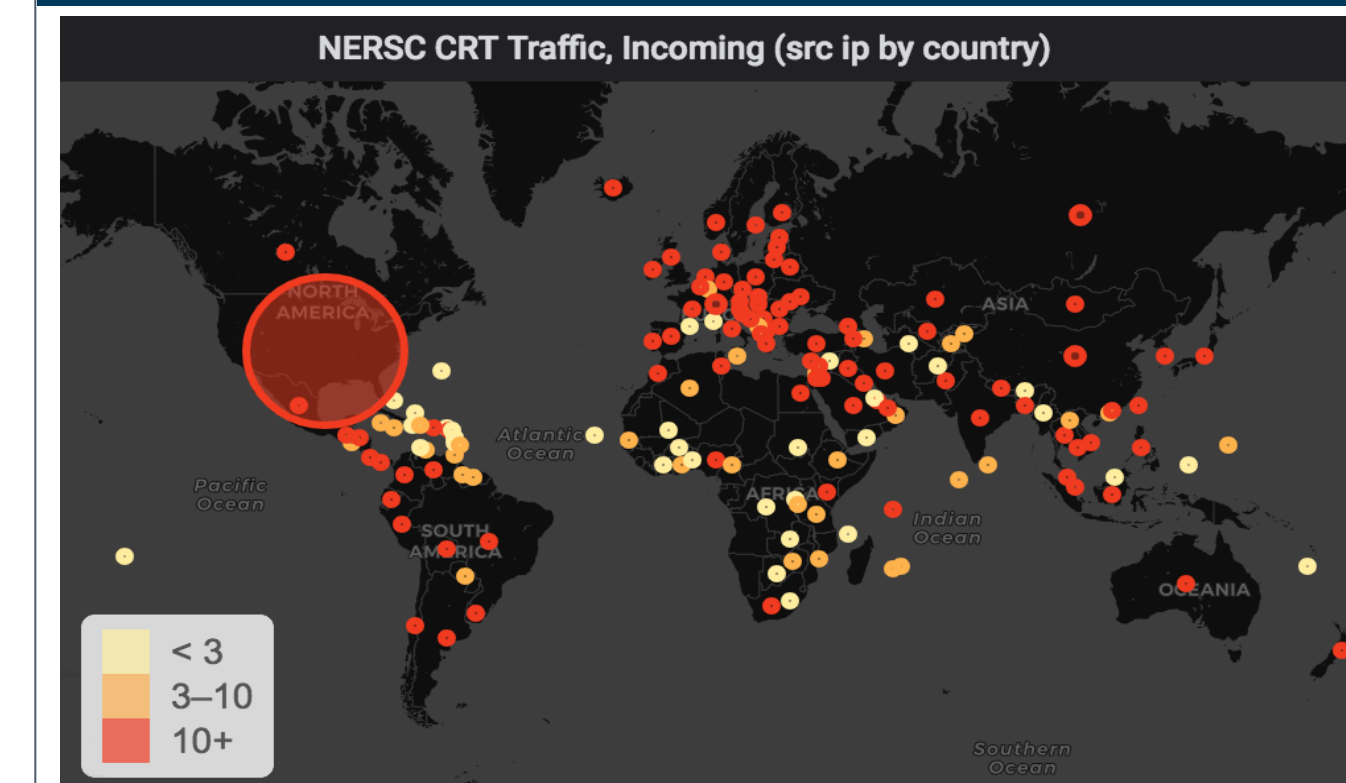 NERSC CRT Traffic, Incoming (src ip by country)
NORTH
AMERICA
ASIA
Atlantic
Ocean
Pacific
Ocean
AFRICA
Indian
Ocean
SOUTH
AMERICA
OCEANIA
< 3
3–10
10+
Southern
Ocean